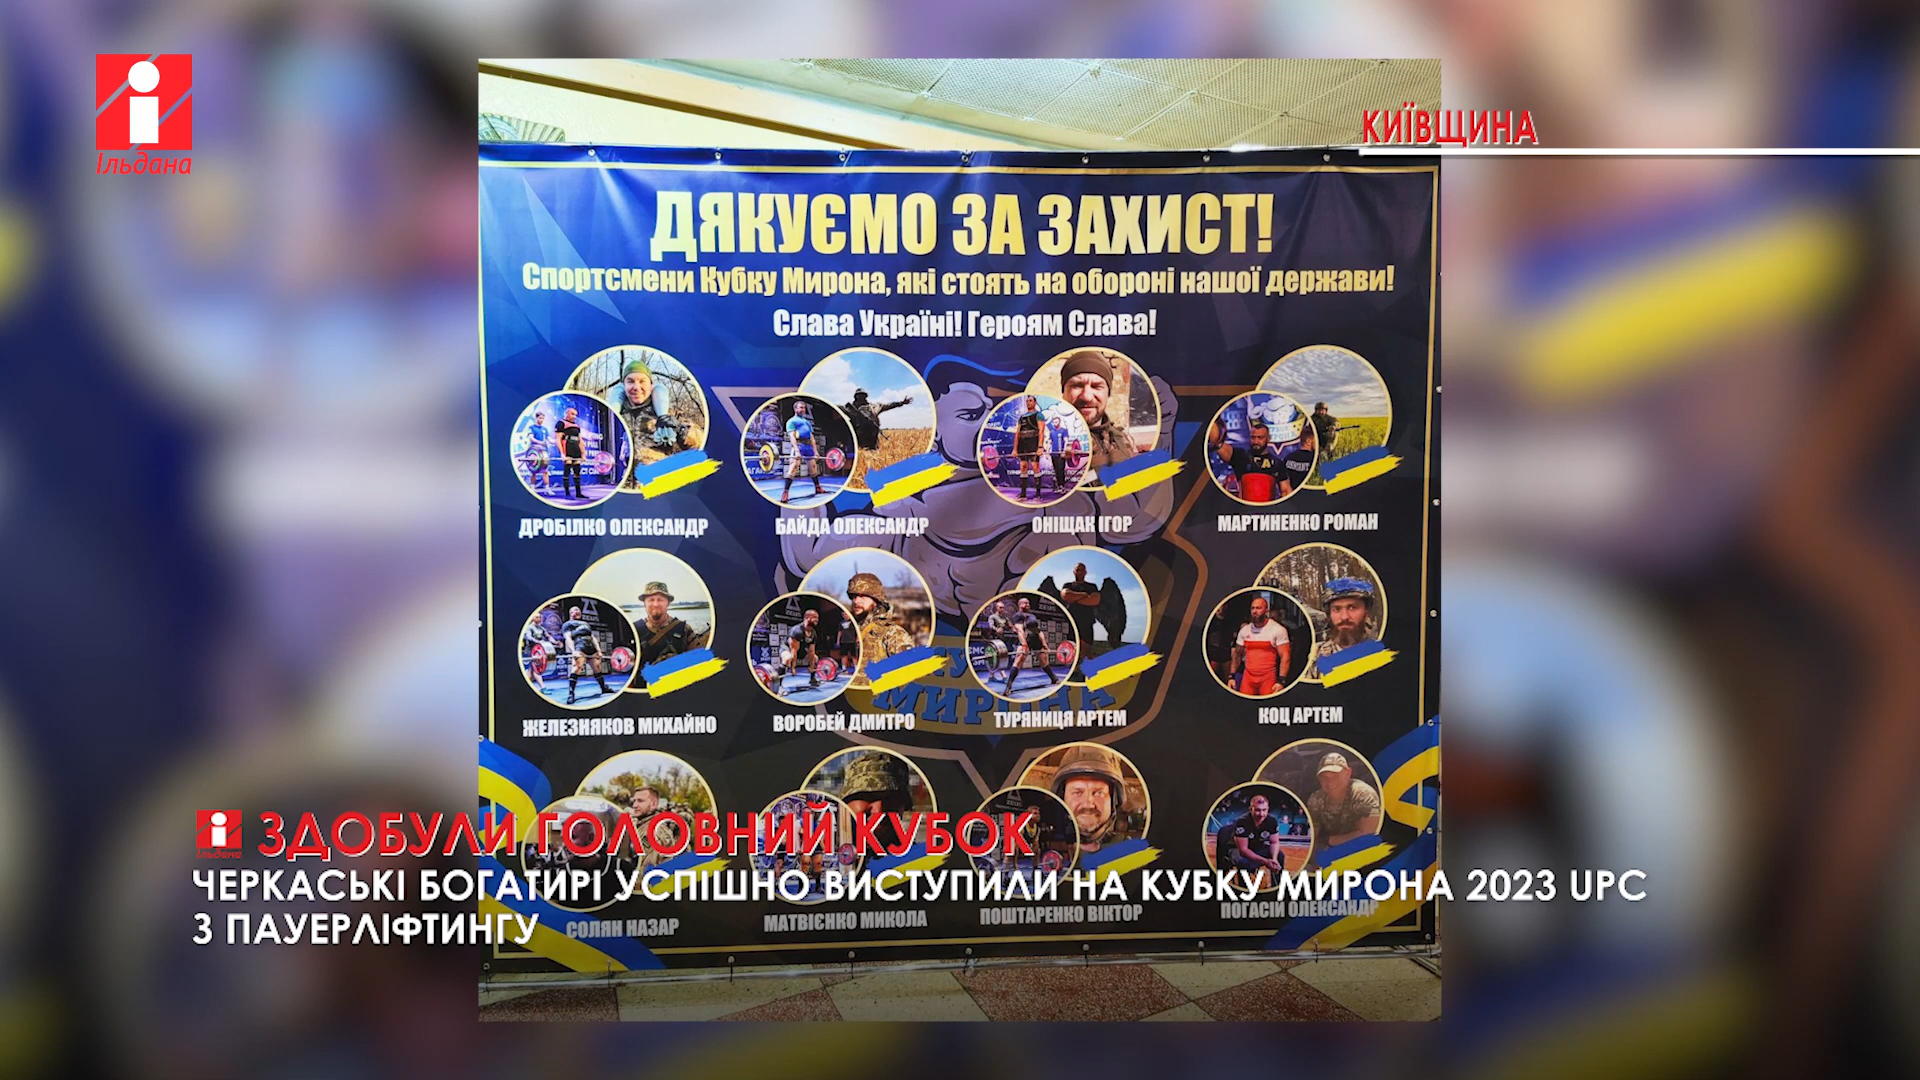 Ільдана
КИЇВЩИНА
ДЯКУЄМО ЗА ЗАХИСТ!
Спортсмени Кубку Мирона, які стоять на обороні нашої держави!
Слава Україні! Героям Слава!
ДРОБІЛКО ОЛЕКСАНДР
БАЙДА ОЛЕКСАНДР
ОНІЩАК ІГОР
МАРТИНЕНКО РОМАН
ЖЕЛЕЗНЯКОВ МИХАЙНО
ВОРОБЕЙ ДМИТРО
ТУРЯНИЦЯ АРТЕМ
КОЦ АРТЕМ
МИРОНА
ЗДОБУЛИ ГОЛОВНИЙ КУБОК
ЧЕРКАСЬКІ БОГАТИРІ УСПІШНО ВИСТУПИЛИ НА КУБКУ МИРОНА 2023 UPC
З ПАУЕРЛІФТИНГУ
СОЛЯН НАЗАР
МАТВІЄНКО МИКОЛА
ПОШТАРЕНКО ВІКТОР
ПОГАСІЙ ОЛЕКСАНДР